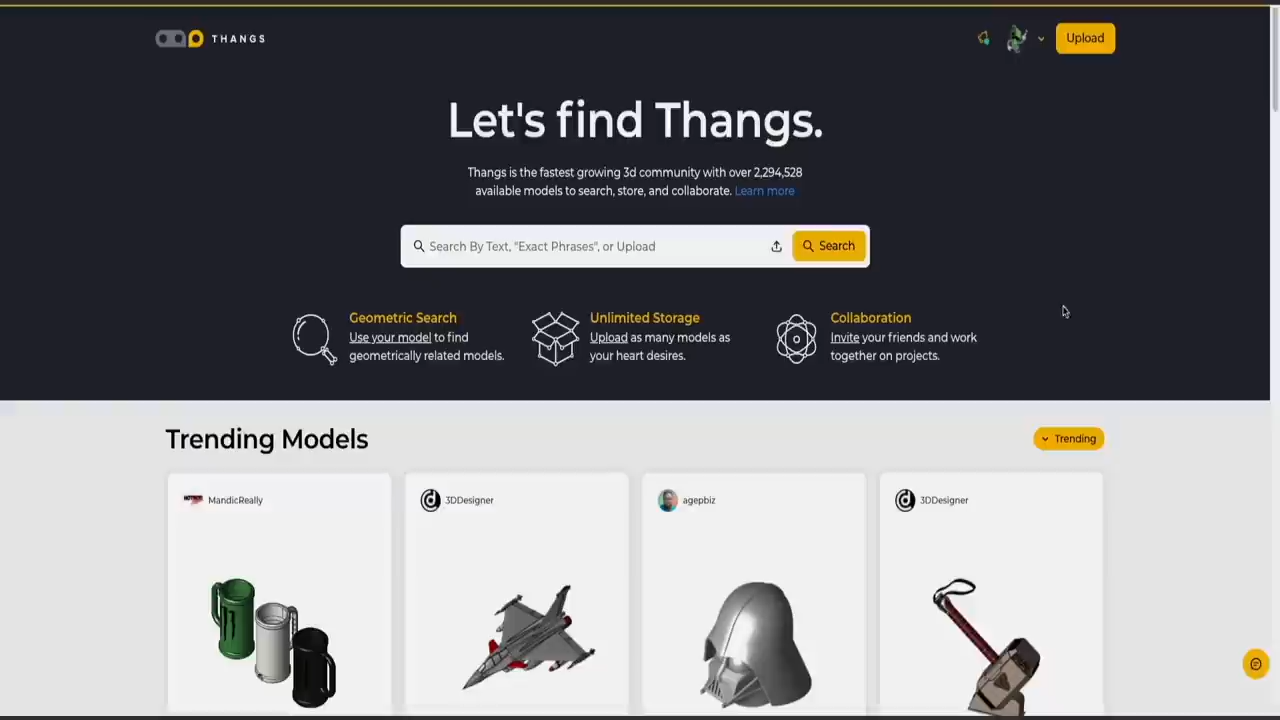 THANGS
Upload
Let's find Thangs.
Thangs is the fastest growing 3d community with over 2,294,528
available models to search, store, and collaborate. Learn more
Search By Text, "Exact Phrases", or Upload
Search
Geometric Search
Use your model to find
geometrically related models.
Unlimited Storage
Upload as many models as
your heart desires.
Collaboration
Invite your friends and work
together on projects.
Trending Models
Trending
MandicReally
3DDesigner
agepbiz
3DDesigner